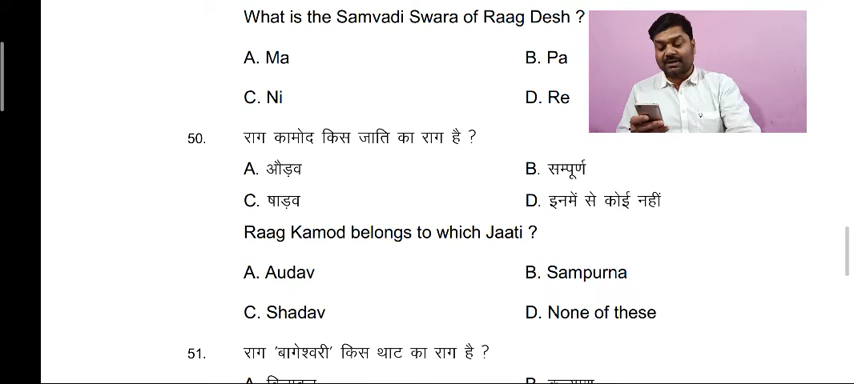 What is the Samvadi Swara of Raag Desh ?
A. Ma B. Pa
C. Ni D. Re
50. राग कामोद किस जाति का राग है ?
A. औड़व B. सम्पूर्ण
C. षाड़व D. इनमें से कोई नहीं
Raag Kamod belongs to which Jaati ?
A. Audav B. Sampurna
C. Shadav D. None of these
51. राग 'बागेश्वरी' किस थाट का राग है ?